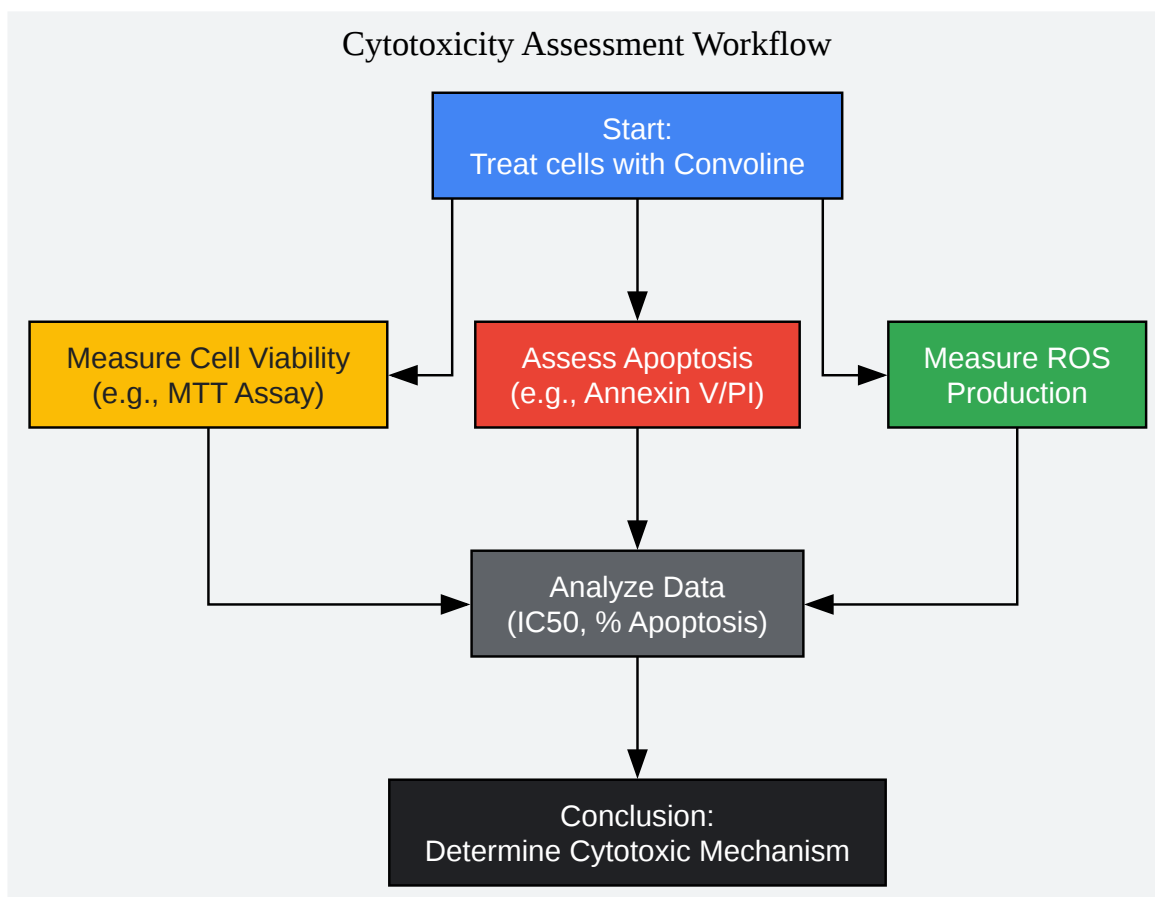 Cytotoxicity Assessment Workflow
Start:
Treat cells with Convoline
Measure Cell Viability
(e.g., MTT Assay)
Assess Apoptosis
(e.g., Annexin V/PI)
Measure ROS
Production
Analyze Data
(IC50, % Apoptosis)
Conclusion:
Determine Cytotoxic Mechanism